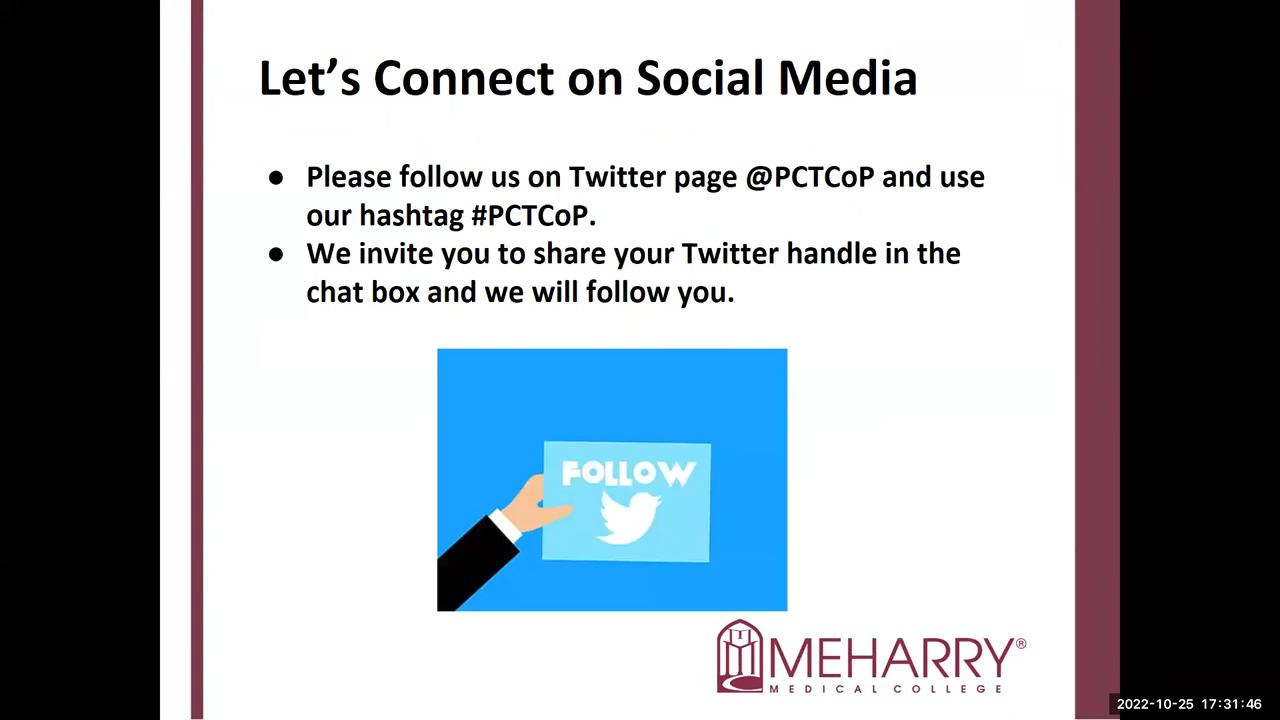 Let’s Connect on Social Media
● Please follow us on Twitter page @PCTCoP and use
our hashtag #PCTCoP.
● We invite you to share your Twitter handle in the
chat box and we will follow you.
FOLLOW
MEHARRY®
MEDICAL COLLEGE
2022-10-25 17:31:46